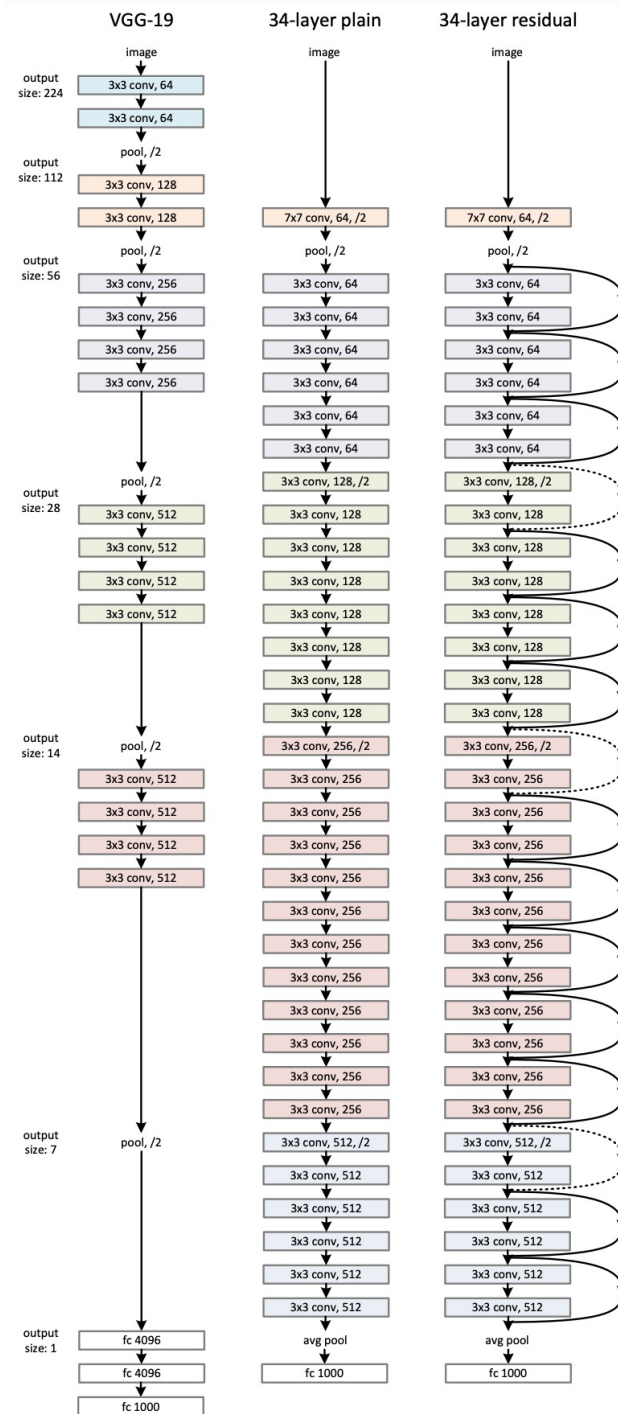 VGG-19
34-layer plain
34-layer residual
output
size: 224
image
3x3 conv, 64
3x3 conv, 64
pool, /2
output
size: 112
3x3 conv, 128
3x3 conv, 128
pool, /2
output
size: 56
3x3 conv, 256
3x3 conv, 256
3x3 conv, 256
3x3 conv, 256
pool, /2
output
size: 28
3x3 conv, 512
3x3 conv, 512
3x3 conv, 512
3x3 conv, 512
output
size: 14
pool, /2
3x3 conv, 512
3x3 conv, 512
3x3 conv, 512
3x3 conv, 512
output
size: 7
pool, /2
output
size: 1
fc 4096
fc 4096
fc 1000
image
7x7 conv, 64, /2
pool, /2
3x3 conv, 64
3x3 conv, 64
3x3 conv, 64
3x3 conv, 64
3x3 conv, 64
3x3 conv, 64
3x3 conv, 128, /2
3x3 conv, 128
3x3 conv, 128
3x3 conv, 128
3x3 conv, 128
3x3 conv, 128
3x3 conv, 128
3x3 conv, 128
3x3 conv, 256, /2
3x3 conv, 256
3x3 conv, 256
3x3 conv, 256
3x3 conv, 256
3x3 conv, 256
3x3 conv, 256
3x3 conv, 256
3x3 conv, 256
3x3 conv, 256
3x3 conv, 256
3x3 conv, 256
3x3 conv, 512, /2
3x3 conv, 512
3x3 conv, 512
3x3 conv, 512
3x3 conv, 512
3x3 conv, 512
avg pool
fc 1000
image
7x7 conv, 64, /2
pool, /2
3x3 conv, 64
3x3 conv, 64
3x3 conv, 64
3x3 conv, 64
3x3 conv, 64
3x3 conv, 64
3x3 conv, 128, /2
3x3 conv, 128
3x3 conv, 128
3x3 conv, 128
3x3 conv, 128
3x3 conv, 128
3x3 conv, 128
3x3 conv, 128
3x3 conv, 256, /2
3x3 conv, 256
3x3 conv, 256
3x3 conv, 256
3x3 conv, 256
3x3 conv, 256
3x3 conv, 256
3x3 conv, 256
3x3 conv, 256
3x3 conv, 256
3x3 conv, 256
3x3 conv, 256
3x3 conv, 512, /2
3x3 conv, 512
3x3 conv, 512
3x3 conv, 512
3x3 conv, 512
3x3 conv, 512
avg pool
fc 1000